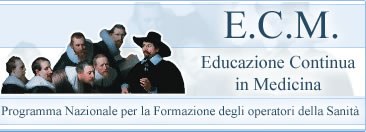 E.C.M.
Educazione Continua
in Medicina
Programma Nazionale per la Formazione degli operatori della Sanità